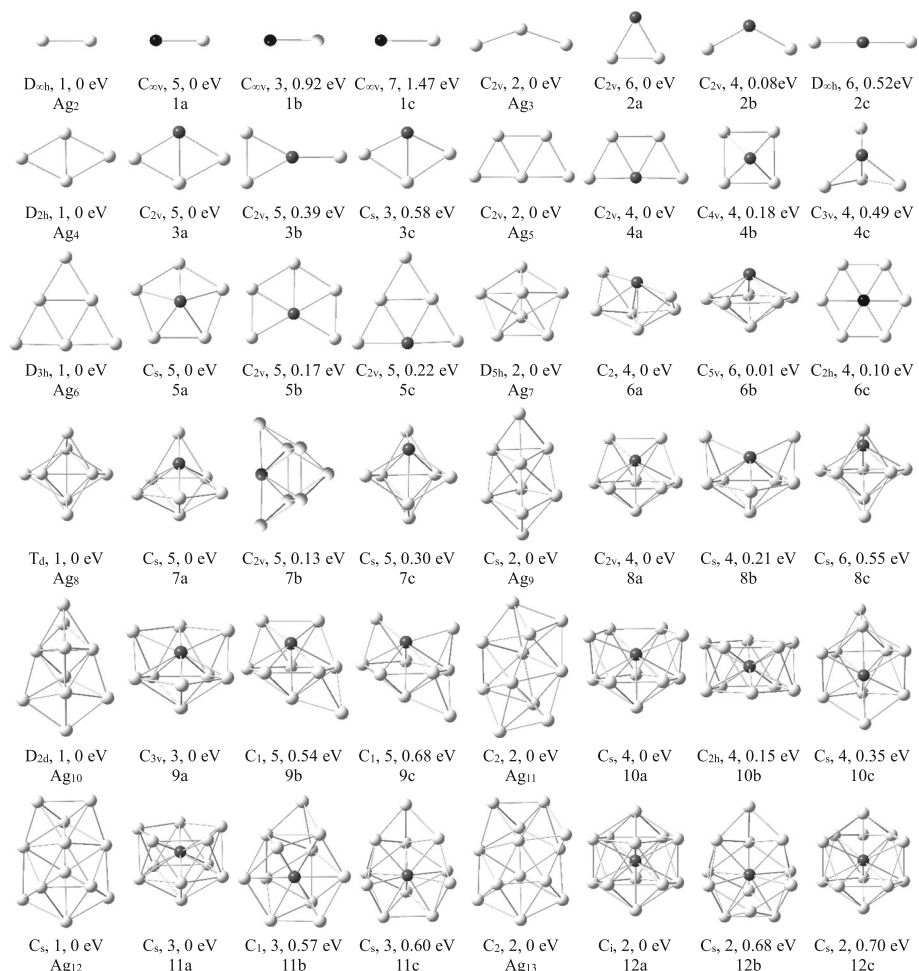 D∞h, 1, 0 eV C∞v, 5, 0 eV C∞v, 3, 0.92 eV C∞v, 7, 1.47 eV C2v, 2, 0 eV C2v, 6, 0 eV C2v, 4, 0.08eV D∞h, 6, 0.52eV
Ag2 1a 1b 1c Ag3 2a 2b 2c
D2h, 1, 0 eV C2v, 5, 0 eV C2v, 5, 0.39 eV Cs, 3, 0.58 eV C2v, 2, 0 eV C2v, 4, 0 eV C4v, 4, 0.18 eV C3v, 4, 0.49 eV
Ag4 3a 3b 3c Ag5 4a 4b 4c
D3h, 1, 0 eV Cs, 5, 0 eV C2v, 5, 0.17 eV C2v, 5, 0.22 eV D5h, 2, 0 eV C2, 4, 0 eV C5v, 6, 0.01 eV C2h, 4, 0.10 eV
Ag6 5a 5b 5c Ag7 6a 6b 6c
Td, 1, 0 eV Cs, 5, 0 eV C2v, 5, 0.13 eV Cs, 5, 0.30 eV Cs, 2, 0 eV C2v, 4, 0 eV Cs, 4, 0.21 eV Cs, 6, 0.55 eV
Ag8 7a 7b 7c Ag9 8a 8b 8c
D2d, 1, 0 eV C3v, 3, 0 eV C1, 5, 0.54 eV C1, 5, 0.68 eV C2, 2, 0 eV Cs, 4, 0 eV C2h, 4, 0.15 eV Cs, 4, 0.35 eV
Ag10 9a 9b 9c Ag11 10a 10b 10c
Cs, 1, 0 eV Cs, 3, 0 eV C1, 3, 0.57 eV Cs, 3, 0.60 eV C2, 2, 0 eV Ci, 2, 0 eV Cs, 2, 0.68 eV Cs, 2, 0.70 eV
Ag12 11a 11b 11c Ag13 12a 12b 12c